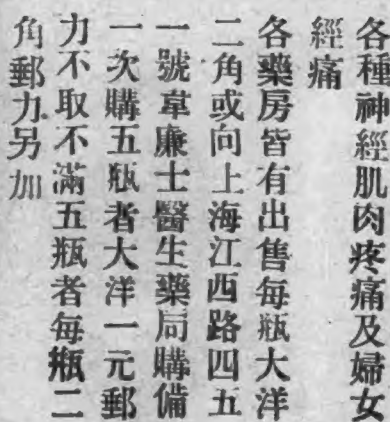 各種神經肌肉疼痛及婦女
經痛
各藥房皆有出售每瓶大洋
二角或向上海江西路四五
一號韋廉士醫生藥局購備
一次購五瓶者大洋一元郵
力不取不滿五瓶者每瓶二
角郵力另加